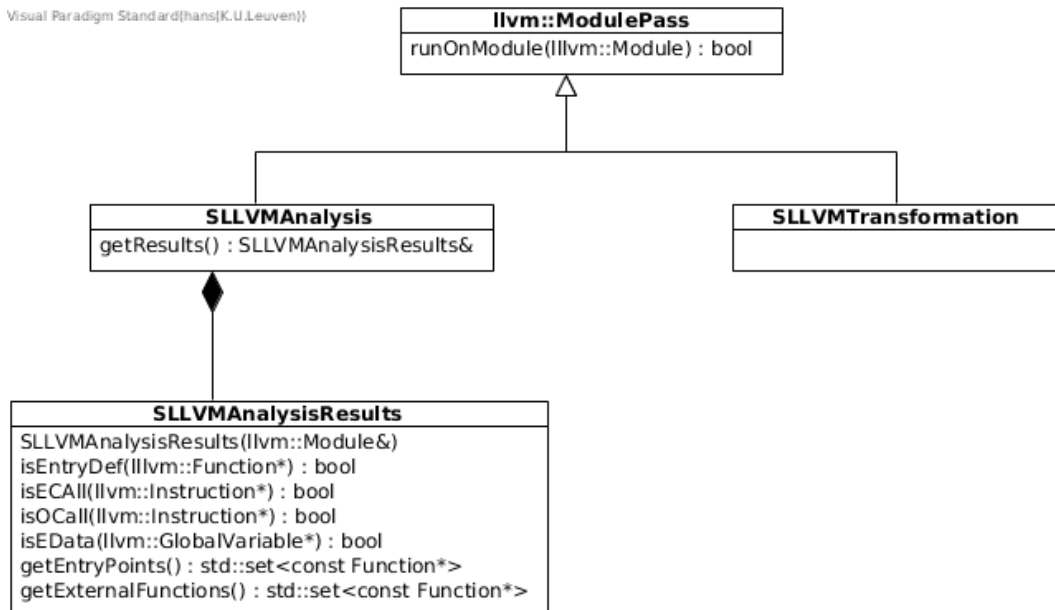 Visual Paradigm Standard(hans(K.U.Leuven))
llvm::ModulePass
runOnModule(lllvm::Module) : bool
SLLVMAnalysis
getResults() : SLLVMAnalysisResults&
SLLVMTransformation
SLLVMAnalysisResults
SLLVMAnalysisResults(llvm::Module&)
isEntryDef(lllvm::Function*) : bool
isECAll(llvm::Instruction*) : bool
isOCall(llvm::Instruction*) : bool
isEData(llvm::GlobalVariable*) : bool
getEntryPoints() : std::set<const Function*>
getExternalFunctions() : std::set<const Function*>